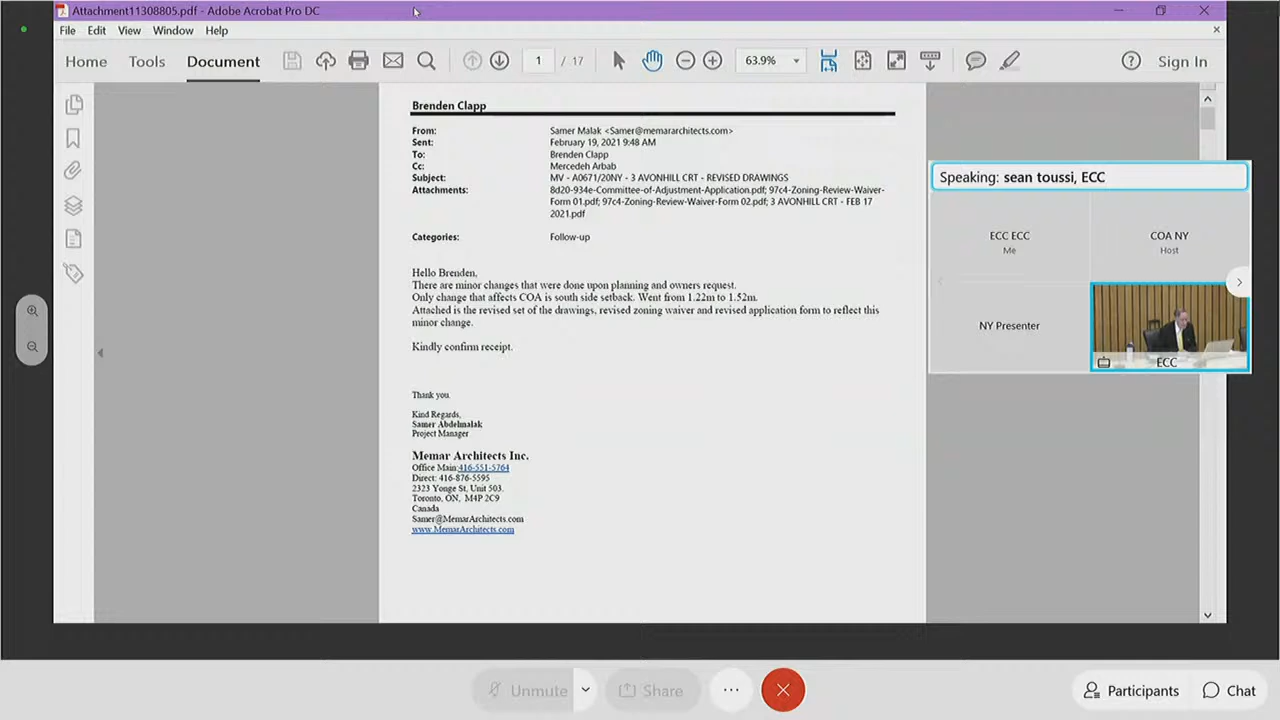 Attachment11308805.pdf - Adobe Acrobat Pro DC
File Edit View Window Help
Home Tools Document 1 / 17 63.9% Sign In
Brenden Clapp
From: Samer Malak <Samer@memararchitects.com>
Sent: February 19, 2021 9:48 AM
To: Brenden Clapp
Cc: Mercedeh Arbab
Subject: MV - A0671/20NY - 3 AVONHILL CRT - REVISED DRAWINGS
Attachments: 8d20-934e-Committee-of-Adjustment-Application.pdf; 97c4-Zoning-Review-Waiver-
Form 01.pdf; 97c4-Zoning-Review-Waiver-Form 02.pdf; 3 AVONHILL CRT - FEB 17
2021.pdf
Categories: Follow-up
Hello Brenden,
There are minor changes that were done upon planning and owners request.
Only change that affects COA is south side setback. Went from 1.22m to 1.52m.
Attached is the revised set of the drawings, revised zoning waiver and revised application form to reflect this
minor change.
Kindly confirm receipt.
Thank you.
Kind Regards,
Samer Abdelmalak
Project Manager
Memar Architects Inc.
Office Main:416-551-5764
Direct: 416-876-5595
2323 Yonge St, Unit 503.
Toronto, ON, M4P 2C9
Canada
Samer@MemarArchitects.com
www.MemarArchitects.com
Speaking: sean toussi, ECC
ECC ECC
Me
COA NY
Host
NY Presenter
ECC
Unmute Share Participants Chat